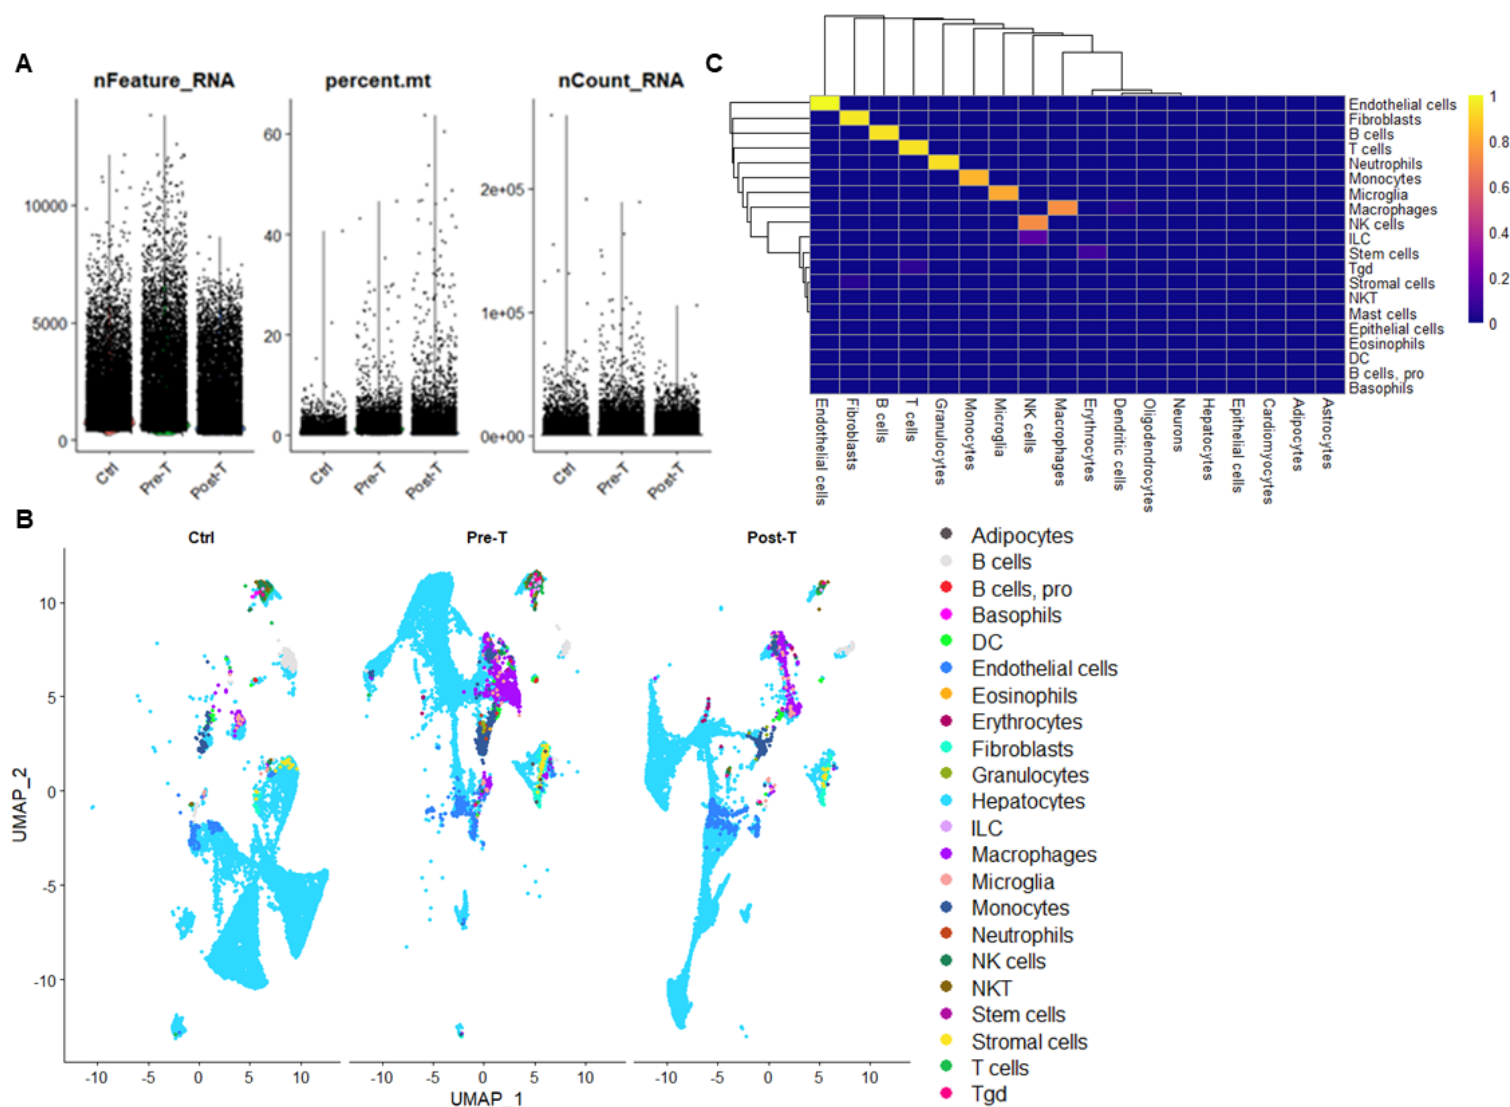 A
nFeature_RNA
percent.mt
nCount_RNA
10000
5000
0
60
40
20
0
2e+05
1e+05
0e+00
Ctrl
Pre-T
Post-T
Ctrl
Pre-T
Post-T
Ctrl
Pre-T
Post-T
C
Endothelial cells
Fibroblasts
B cells
T cells
Neutrophils
Monocytes
Microglia
Macrophages
NK cells
ILC
Stem cells
Tgd
Stromal cells
NKT
Mast cells
Epithelial cells
Eosinophils
DC
B cells, pro
Basophils
1
0.8
0.6
0.4
0.2
0
Endothelial cells
Fibroblasts
B cells
T cells
Granulocytes
Monocytes
Microglia
NK cells
Macrophages
Erythrocytes
Dendritic cells
Oligodendrocytes
Neurons
Hepatocytes
Epithelial cells
Cardiomyocytes
Adipocytes
Astrocytes
B
Ctrl
Pre-T
Post-T
UMAP_2
10
5
0
-5
-10
-10 -5 0 5 10
-10 -5 0 5 10
-10 -5 0 5 10
UMAP_1
Adipocytes
B cells
B cells, pro
Basophils
DC
Endothelial cells
Eosinophils
Erythrocytes
Fibroblasts
Granulocytes
Hepatocytes
ILC
Macrophages
Microglia
Monocytes
Neutrophils
NK cells
NKT
Stem cells
Stromal cells
T cells
Tgd